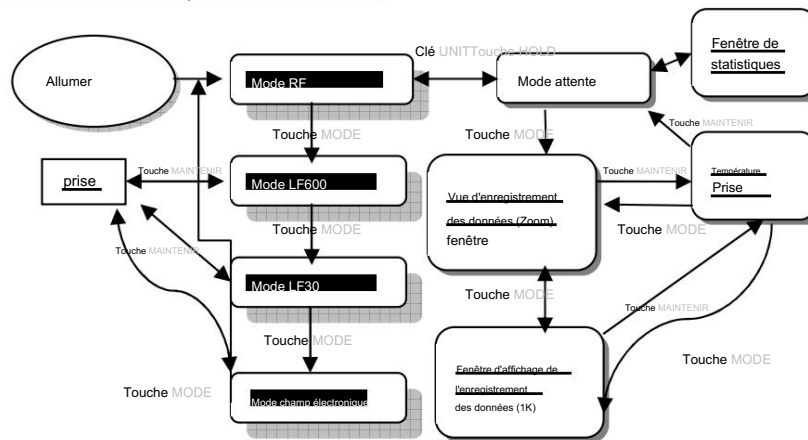 Allumer
Mode RF
Clé UNITTouche HOLD
Mode attente
Fenêtre de
statistiques
Touche MODE
Touche MODE
Touche MAINTENIR
prise
Touche MAINTENIR
Mode LF600
Vue d'enregistrement
des données (Zoom)
fenêtre
Touche MAINTENIR
Température
Prise
Touche MODE
Touche MODE
Touche MAINTENIR
Mode LF30
Touche MODE
Touche MAINTENIR
Touche MODE
Fenêtre d'affichage de
l'enregistrement
des données (1K)
Touche MODE
Touche MODE
Mode champ électronique